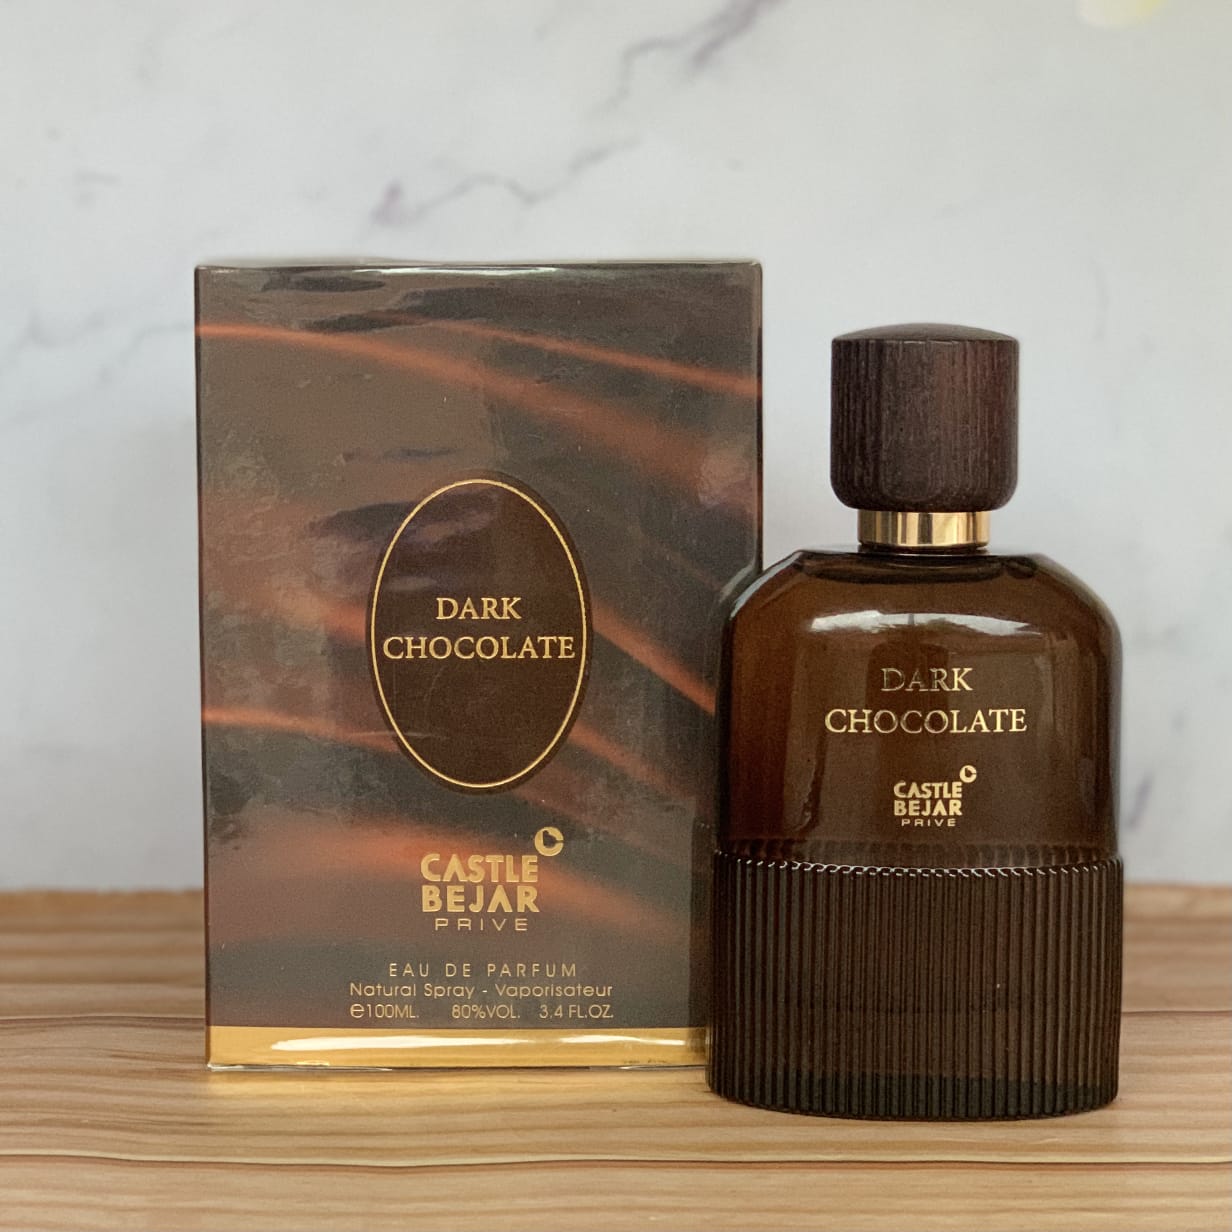 DARK
CHOCOLATE
CASTLE
BEJAR
PRIVE
EAU DE PARFUM
Natural Spray - Vaporisateur
℮100ML. 80%VOL. 3.4 FL.OZ.
DARK
CHOCOLATE
CASTLE
BEJAR
PRIVE